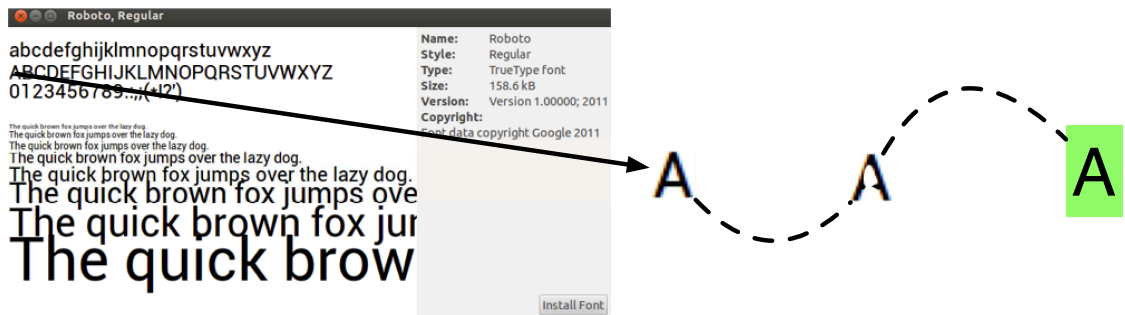 Roboto, Regular
abcdefghijklmnopqrstuvwxyz
ABCDEFGHIJKLMNOPQRSTUVWXYZ
0123456789.:,;(*!?')
The quick brown fox jumps over the lazy dog.
The quick brown fox jumps over the lazy dog.
The quick brown fox jumps over the lazy dog.
The quick brown fox jumps over the lazy dog.
The quick brown fox jumps over the lazy dog.
The quick brown fox jumps ove
The quick brown fox jur
The quick brow
Name: Roboto
Style: Regular
Type: TrueType font
Size: 158.6 kB
Version: Version 1.00000; 2011
Copyright:
Font data copyright Google 2011
Install Font
A A A